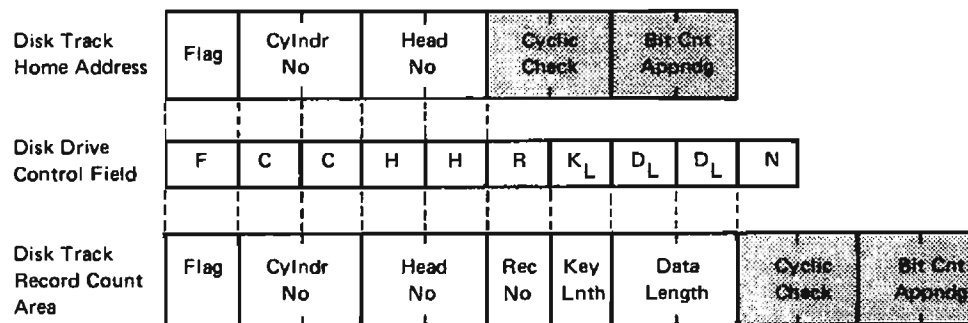 Disk Track
Home Address
Flag
Cylndr
No
Head
No
Cyclic
Check
Bit Cnt
Appndg
Disk Drive
Control Field
F C C H H R KL DL DL N
Disk Track
Record Count
Area
Flag
Cylndr
No
Head
No
Rec
No
Key
Lnth
Data
Length
Cyclic
Check
Bit Cnt
Appndg